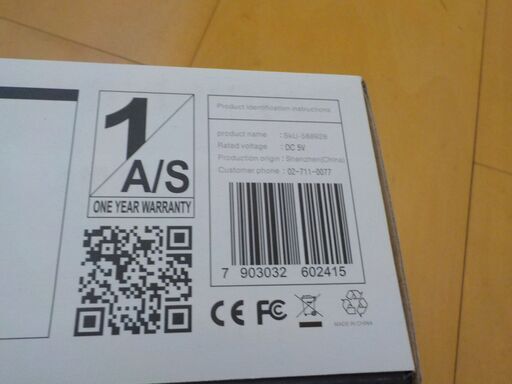 1
A/S
ONE YEAR WARRANTY
Product identification instructions
product name : SkU-588926
Rated voltage : DC 5V
Production origin : Shenzhen(China)
Customer phone : 02-711-0077
7 903032 602415
CE FC
MADE IN CHINA